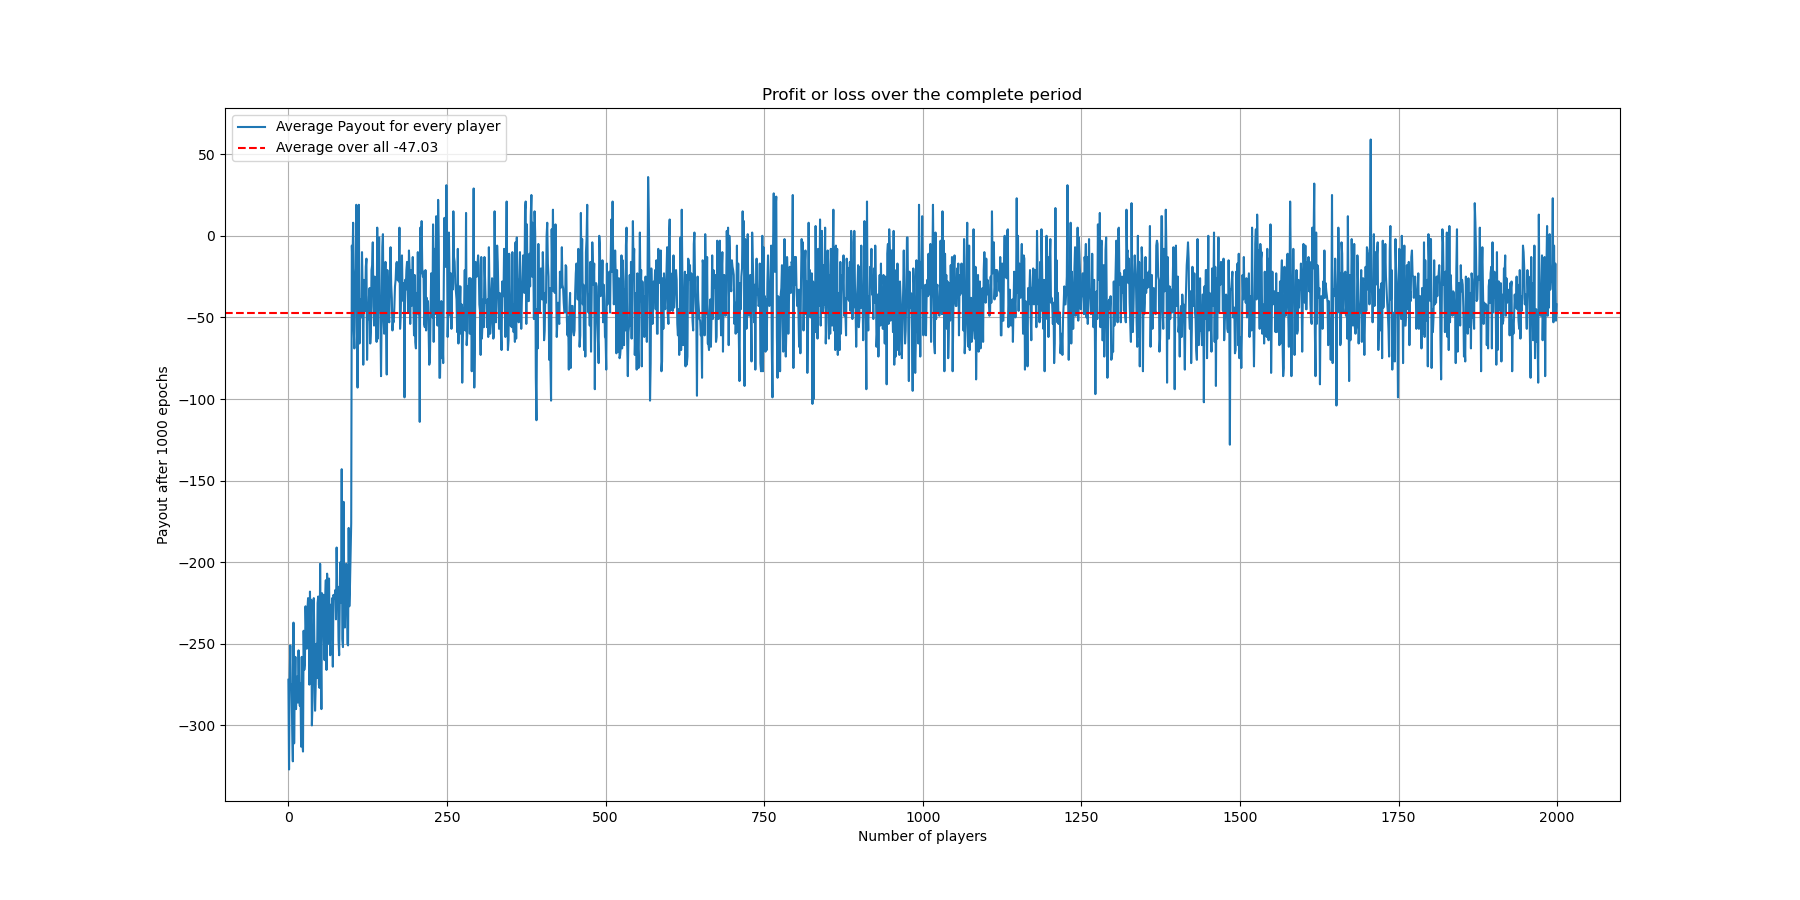 Profit or loss over the complete period
Average Payout for every player
Average over all -47.03
50
0
−50
−100
−150
−200
−250
−300
Payout after 1000 epochs
0 250 500 750 1000 1250 1500 1750 2000
Number of players